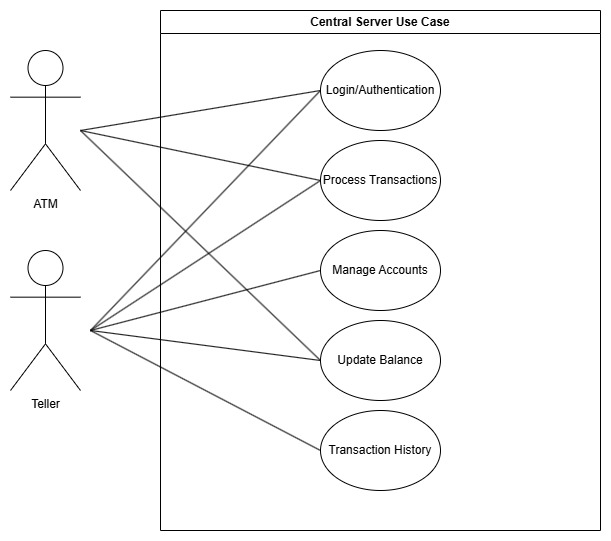 Central Server Use Case
Login/Authentication
Process Transactions
ATM
Manage Accounts
Update Balance
Teller
Transaction History